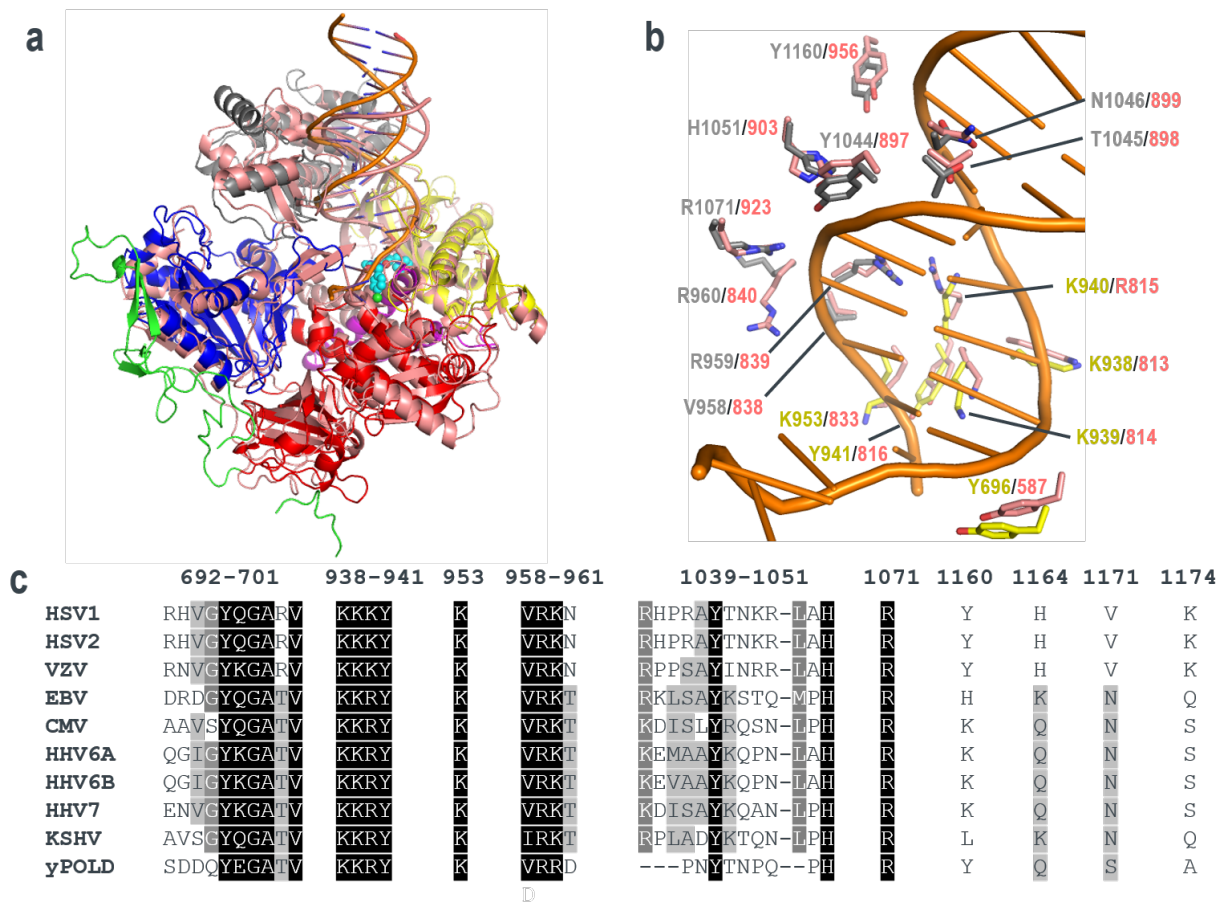 a
b
Y1160/956
N1046/899
H1051/903
Y1044/897
T1045/898
R1071/923
K940/R815
R960/840
R959/839
K938/813
V958/838
K953/833
K939/814
Y941/816
Y696/587
c
692-701 938-941 953 958-961 1039-1051 1071 1160 1164 1171 1174
HSV1 RHVGYQGARV KKKY K VRKN RHPRAYTNKR-LAH R Y H V K
HSV2 RHVGYQGARV KKKY K VRKN RHPRAYTNKR-LAH R Y H V K
VZV RNVGYKGARV KKKY K VRKN RPPSAYINRR-LAH R Y H V K
EBV DRDGYQGATV KKRY K VRKT RKLSAYKSTQ-MPH R H K N Q
CMV AAVSYQGATV KKRY K VRKT KDISLYRQSN-LPH R K Q N S
HHV6A QGIGYKGATV KKRY K VRKT KEMAAYKQPN-LAH R K Q N S
HHV6B QGIGYKGATV KKRY K VRKT KEVAAYKQPN-LAH R K Q N S
HHV7 ENVGYKGATV KKRY K VRKT KDISAYKQAN-LPH R K Q N S
KSHV AVSGYQGATV KKRY K IRKT RPLADYKTQN-LPH R L K N Q
yPOLD SDDQYEGATV KKRY K VRRD ---PNYTNPQ--PH R Y Q S A
D